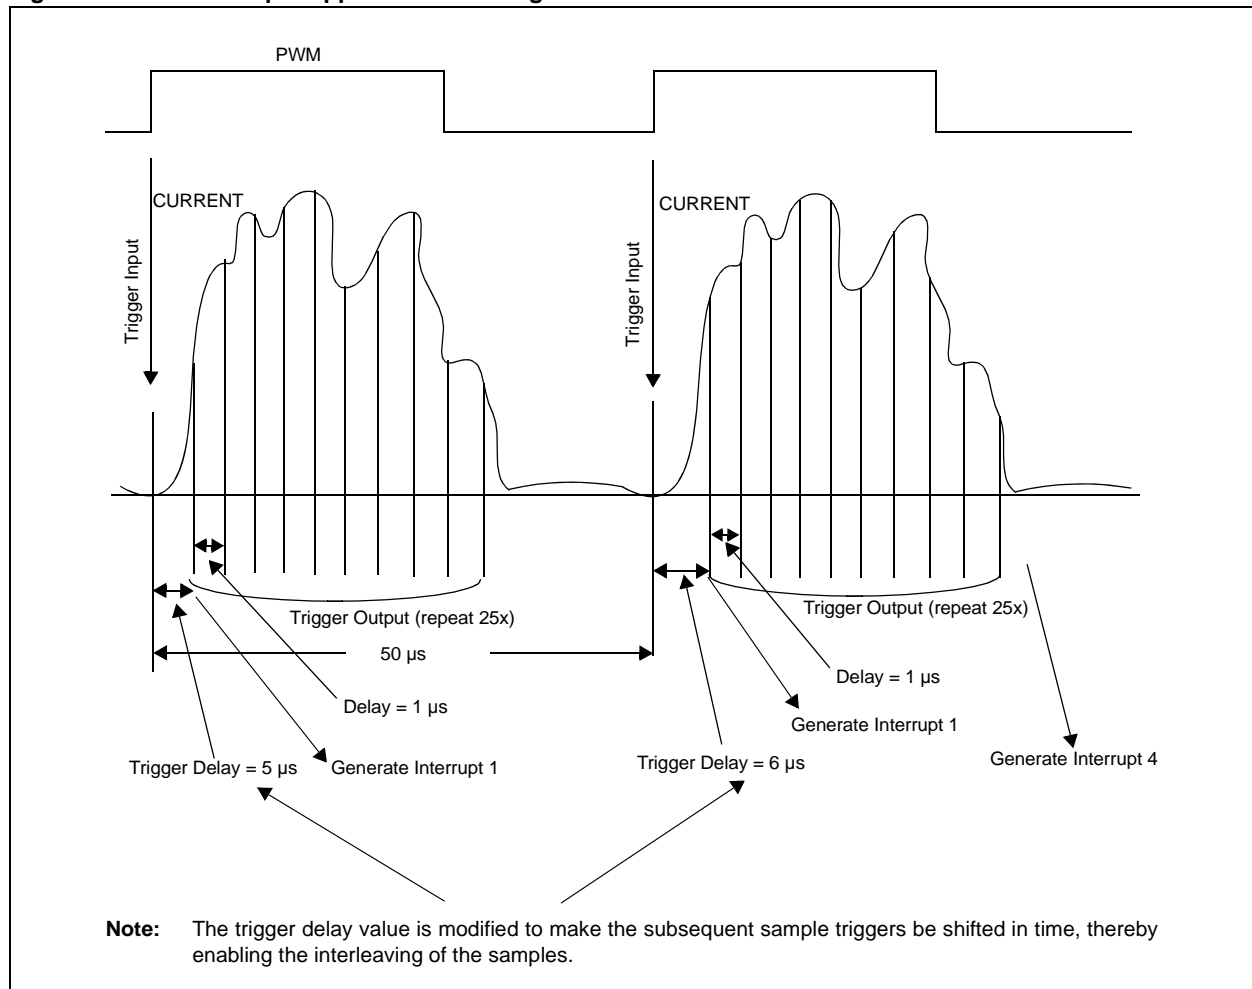 PWM
CURRENT
CURRENT
Trigger Input
Trigger Input
Trigger Output (repeat 25x)
Trigger Output (repeat 25x)
50 µs
Delay = 1 µs
Delay = 1 µs
Generate Interrupt 1
Trigger Delay = 5 µs
Generate Interrupt 1
Trigger Delay = 6 µs
Generate Interrupt 4
Note: The trigger delay value is modified to make the subsequent sample triggers be shifted in time, thereby
enabling the interleaving of the samples.